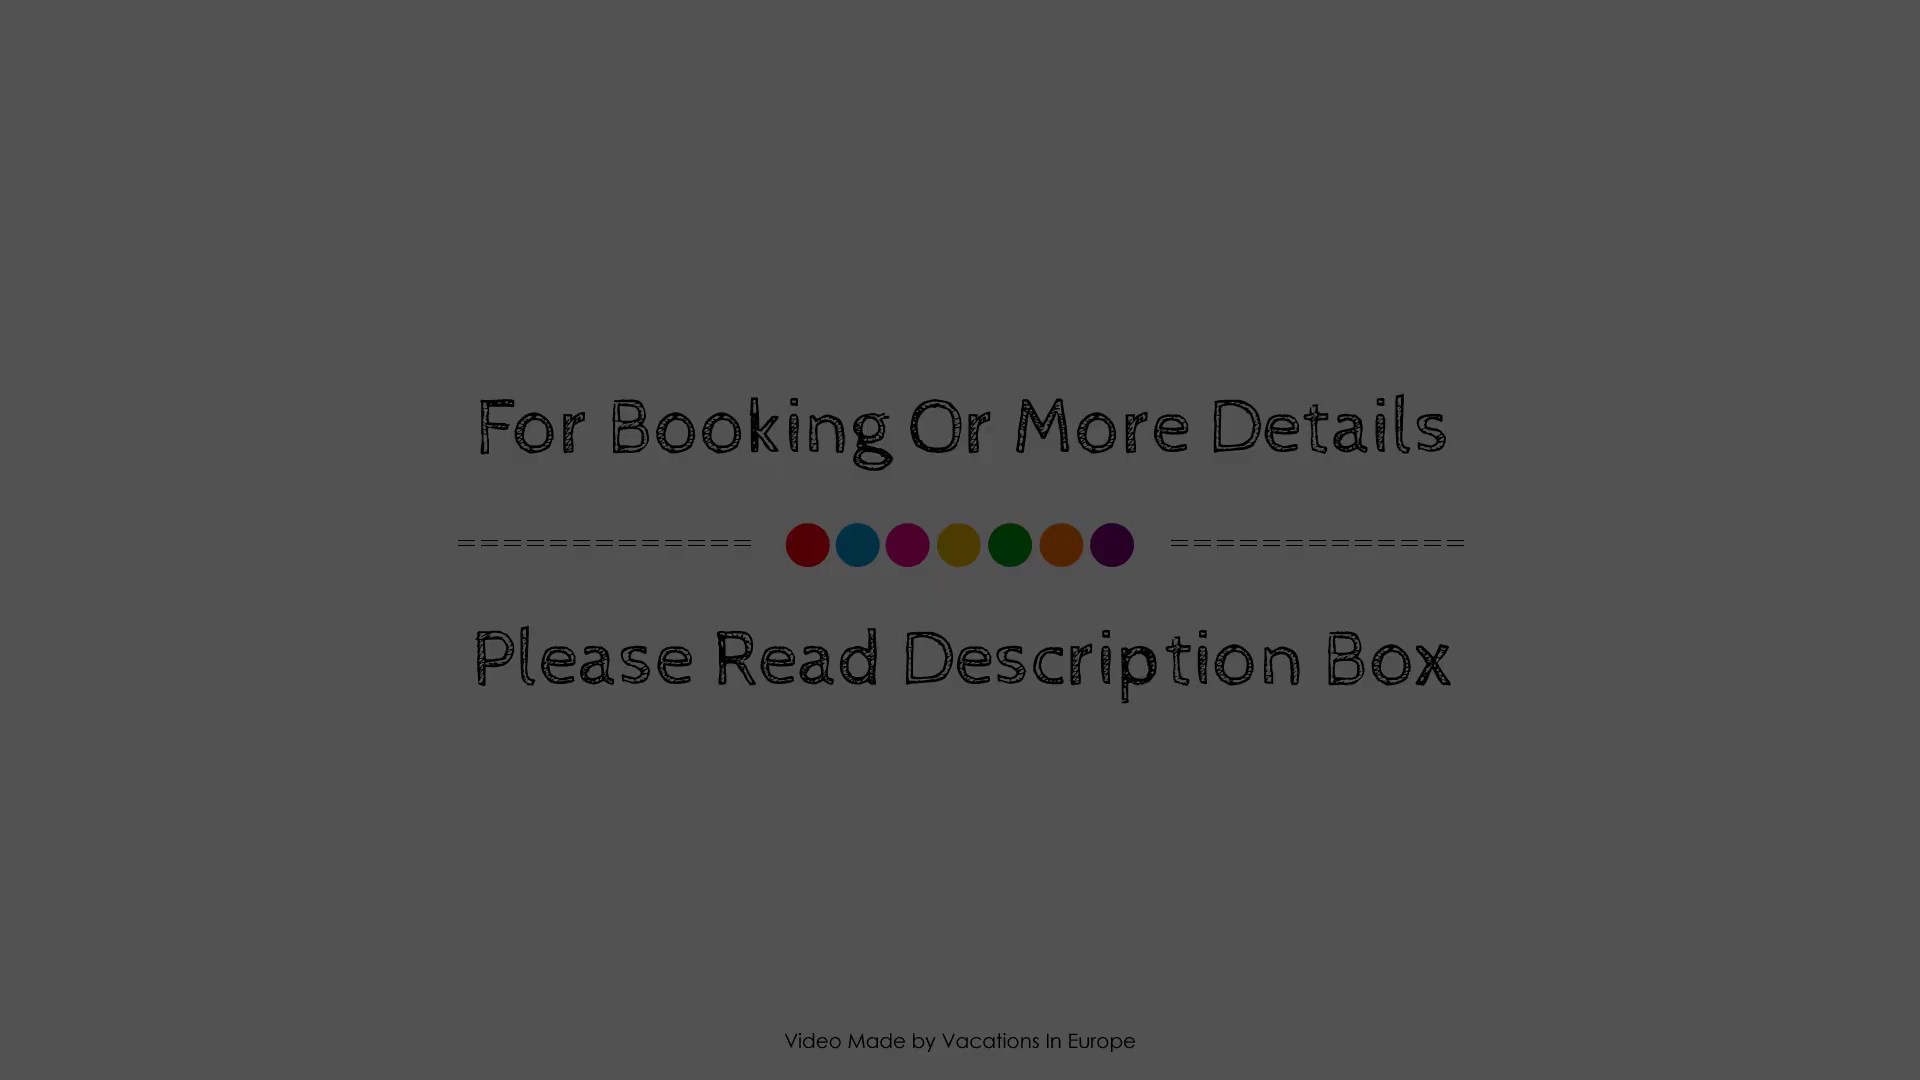 For Booking Or More Details
============= =============
Please Read Description Box
Video Made by Vacations In Europe